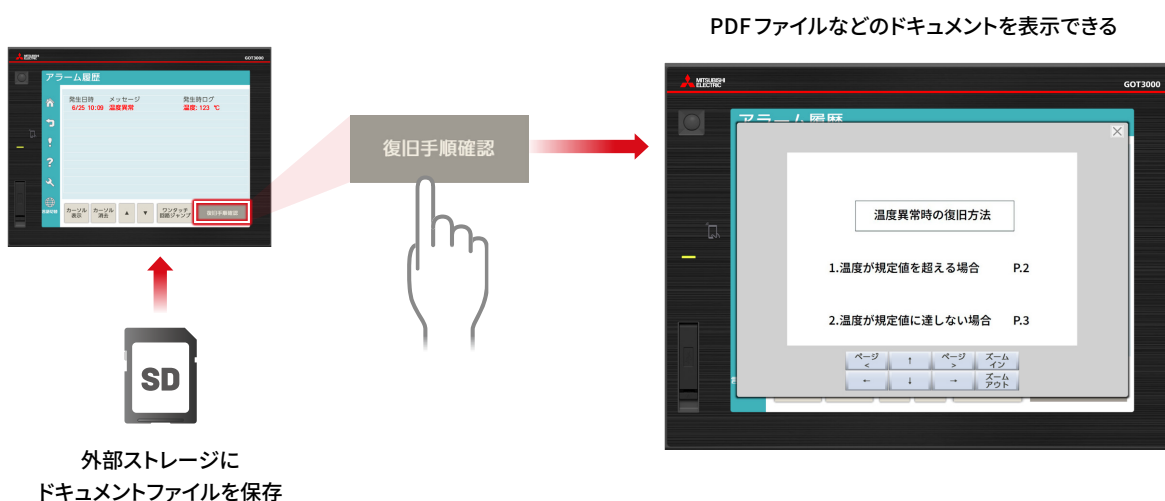 PDFファイルなどのドキュメントを表示できる
MITSUBISHI
ELECTRIC
GOT3000
アラーム履歴
発生日時 メッセージ 発生時ログ
6/25 10:09 温度異常 温度: 123 ℃
!
?
言語切換
カーソル
表示
カーソル
消去
▲
▼
ワンタッチ
回路ジャンプ
復旧手順確認
復旧手順確認
SD
外部ストレージに
ドキュメントファイルを保存
MITSUBISHI
ELECTRIC
GOT3000
アラーム履歴
温度異常時の復旧方法
1.温度が規定値を超える場合 P.2
2.温度が規定値に達しない場合 P.3
ページ
<
↑
ページ
>
ズーム
イン
←
↓
→
ズーム
アウト